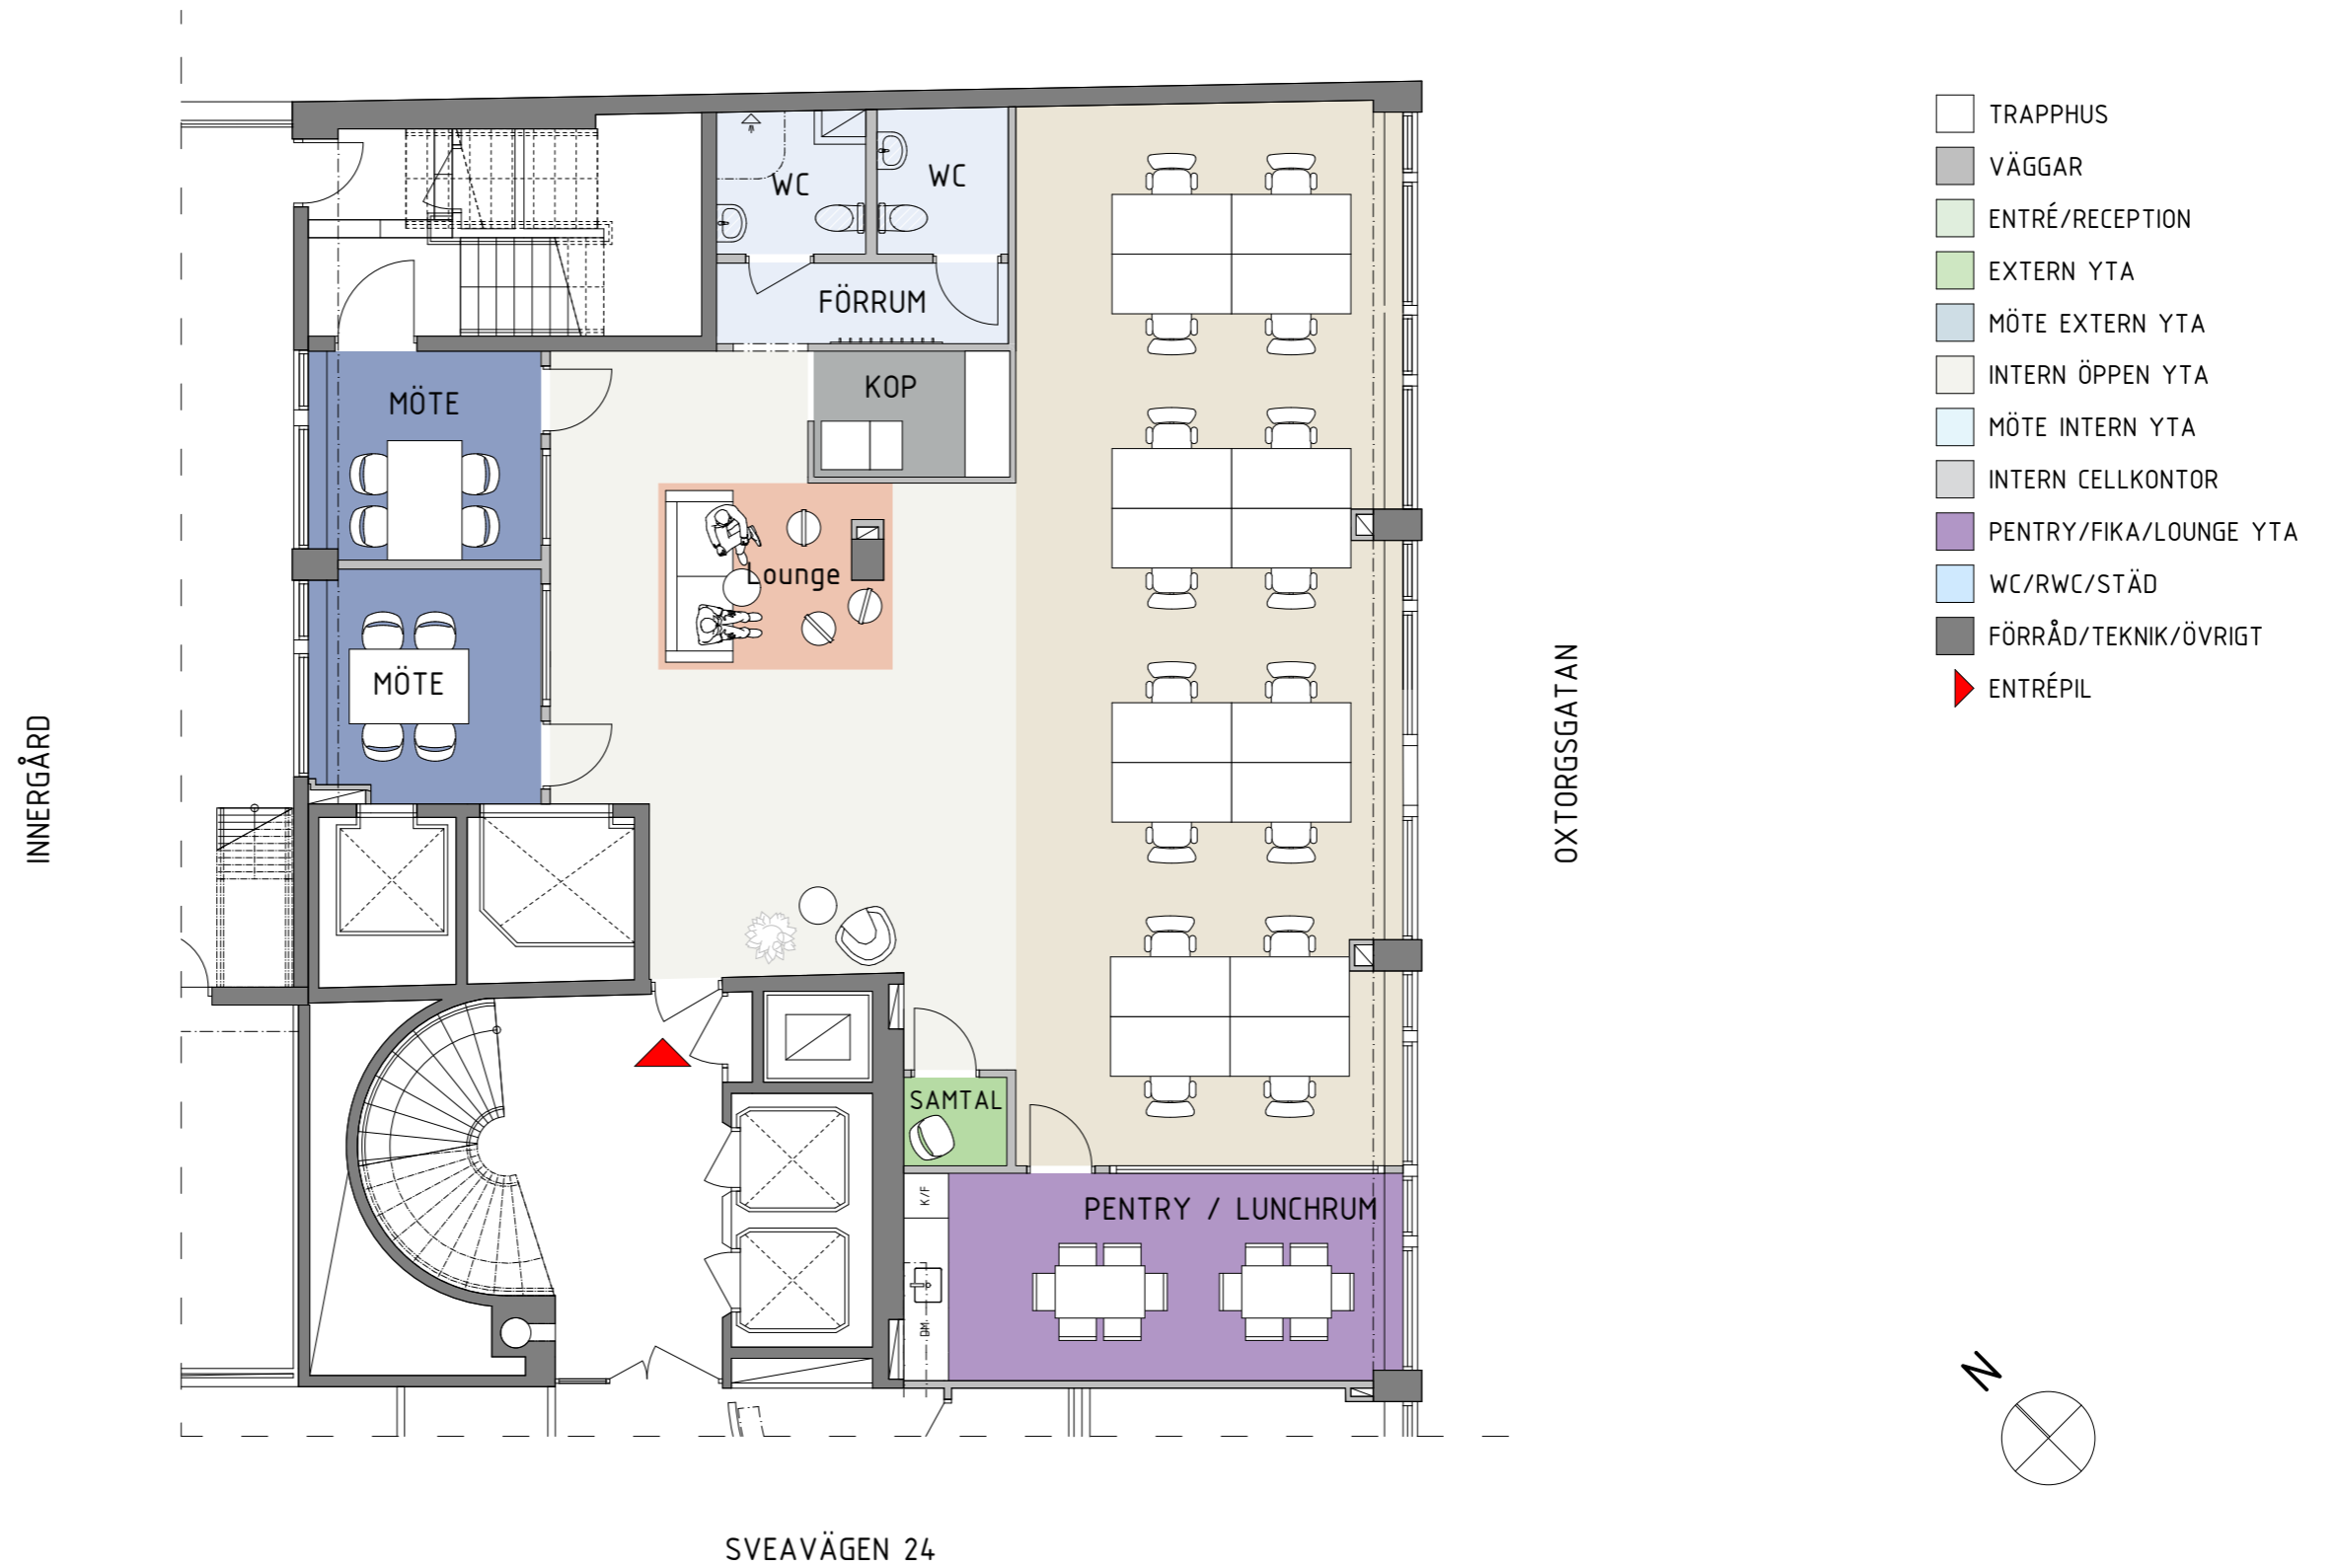 WC
WC
FÖRRUM
MÖTE
KOP
Lounge
MÖTE
SAMTAL
K/F
DM
PENTRY / LUNCHRUM
INNERGÅRD
OXTORGSGATAN
SVEAVÄGEN 24
TRAPPHUS
VÄGGAR
ENTRÉ/RECEPTION
EXTERN YTA
MÖTE EXTERN YTA
INTERN ÖPPEN YTA
MÖTE INTERN YTA
INTERN CELLKONTOR
PENTRY/FIKA/LOUNGE YTA
WC/RWC/STÄD
FÖRRÅD/TEKNIK/ÖVRIGT
ENTRÉPIL
N